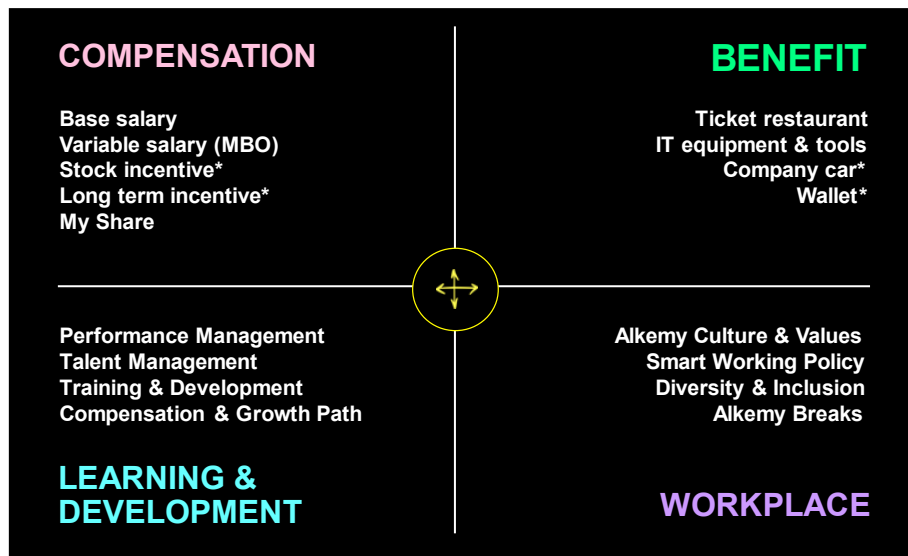 COMPENSATION
Base salary
Variable salary (MBO)
Stock incentive*
Long term incentive*
My Share
BENEFIT
Ticket restaurant
IT equipment & tools
Company car*
Wallet*
Performance Management
Talent Management
Training & Development
Compensation & Growth Path
LEARNING &
DEVELOPMENT
Alkemy Culture & Values
Smart Working Policy
Diversity & Inclusion
Alkemy Breaks
WORKPLACE